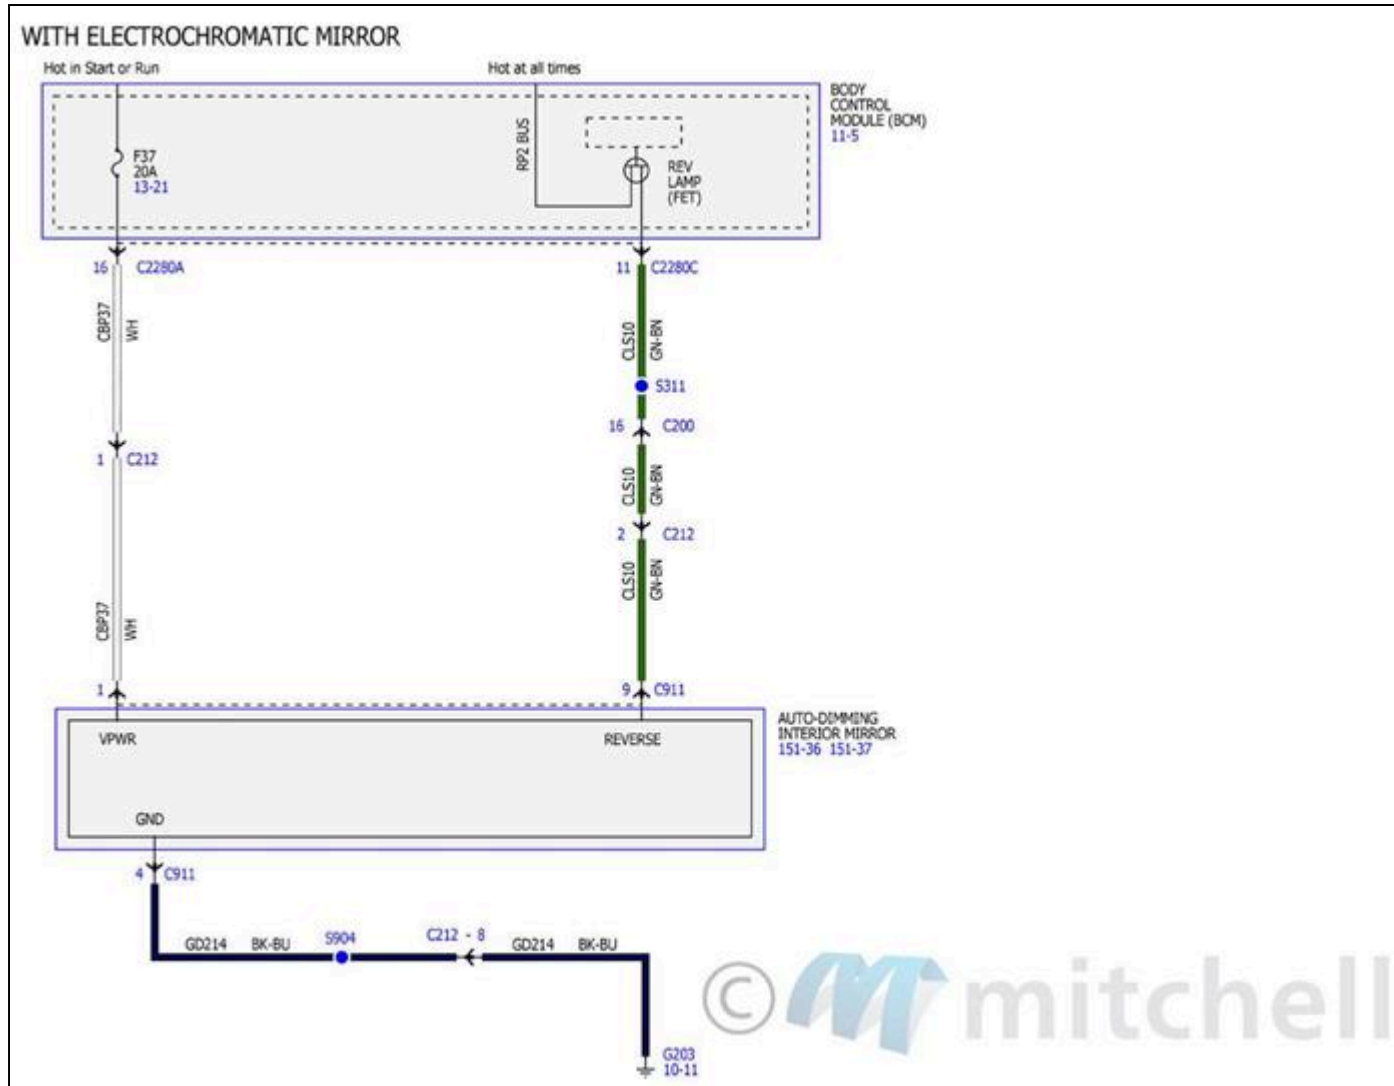 WITH ELECTROCHROMATIC MIRROR
Hot in Start or Run
Hot at all times
BODY
CONTROL
MODULE (BCM)
11-5
RP2 BUS
F37
20A
13-21
REV
LAMP
(FET)
16 C2280A
11 C2280C
CBP37
WH
CLS10
GN-BN
S311
16 C200
1 C212
CLS10
GN-BN
2 C212
CLS10
GN-BN
CBP37
WH
1
9 C911
VPWR
REVERSE
AUTO-DIMMING
INTERIOR MIRROR
151-36 151-37
GND
4 C911
GD214 BK-BU
S904
C212 - 8
GD214 BK-BU
G203
10-11
© mitchell